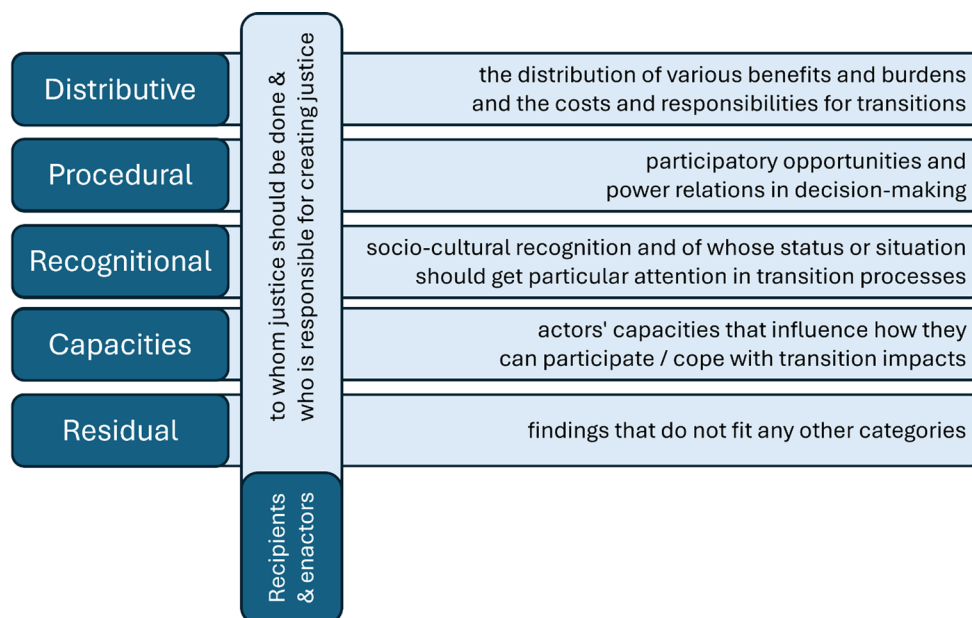 Distributive
the distribution of various benefits and burdens
and the costs and responsibilities for transitions
Procedural
participatory opportunities and
power relations in decision-making
Recognitional
socio-cultural recognition and of whose status or situation
should get particular attention in transition processes
Capacities
actors' capacities that influence how they
can participate / cope with transition impacts
Residual
findings that do not fit any other categories
to whom justice should be done &
who is responsible for creating justice
Recipients
& enactors